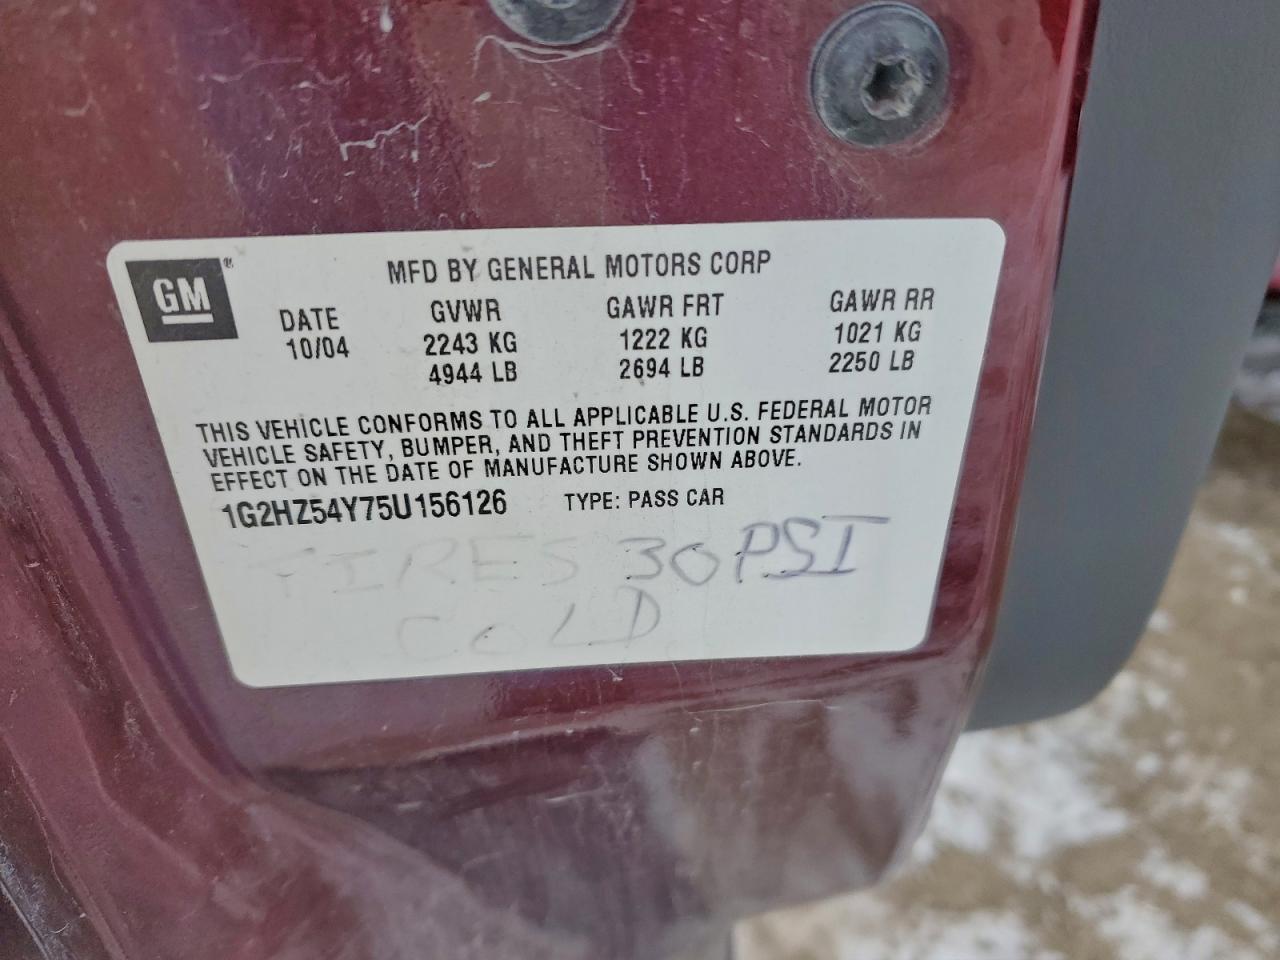 GM®
MFD BY GENERAL MOTORS CORP
DATE GVWR GAWR FRT GAWR RR
10/04 2243 KG 1222 KG 1021 KG
4944 LB 2694 LB 2250 LB
THIS VEHICLE CONFORMS TO ALL APPLICABLE U.S. FEDERAL MOTOR
VEHICLE SAFETY, BUMPER, AND THEFT PREVENTION STANDARDS IN
EFFECT ON THE DATE OF MANUFACTURE SHOWN ABOVE.
1G2HZ54Y75U156126 TYPE: PASS CAR
TIRES 30 PSI
COLD